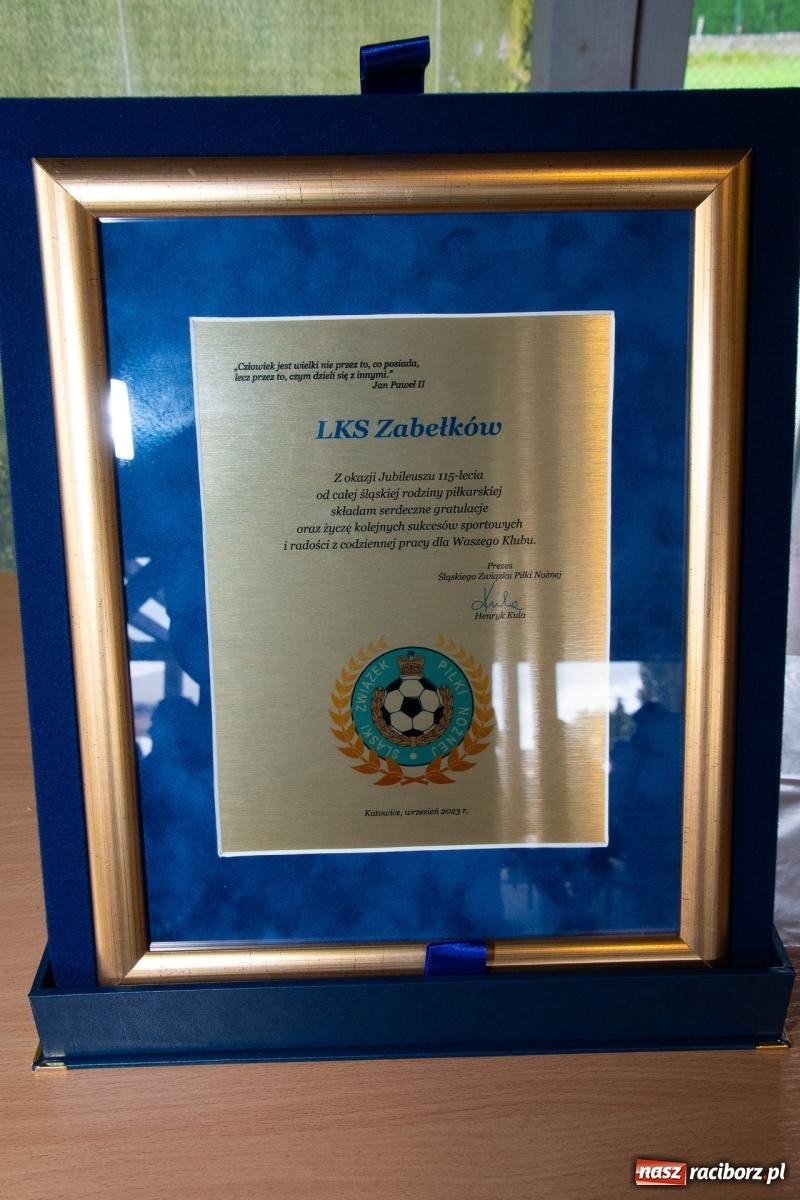 „Człowiek jest wielki nie przez to, co posiada,
lecz przez to, czym dzieli się z innymi."
Jan Paweł II
LKS Zabełków
Z okazji Jubileuszu 115-lecia
od całej śląskiej rodziny piłkarskiej
składam serdeczne gratulacje
oraz życzę kolejnych sukcesów sportowych
i radości z codziennej pracy dla Waszego Klubu.
Prezes
Śląskiego Związku Piłki Nożnej
Kula
Henryk Kula
ŚLĄSKI ZWIĄZEK PIŁKI NOŻNEJ
Katowice, wrzesień 2023 r.
nasz raciborz.pl